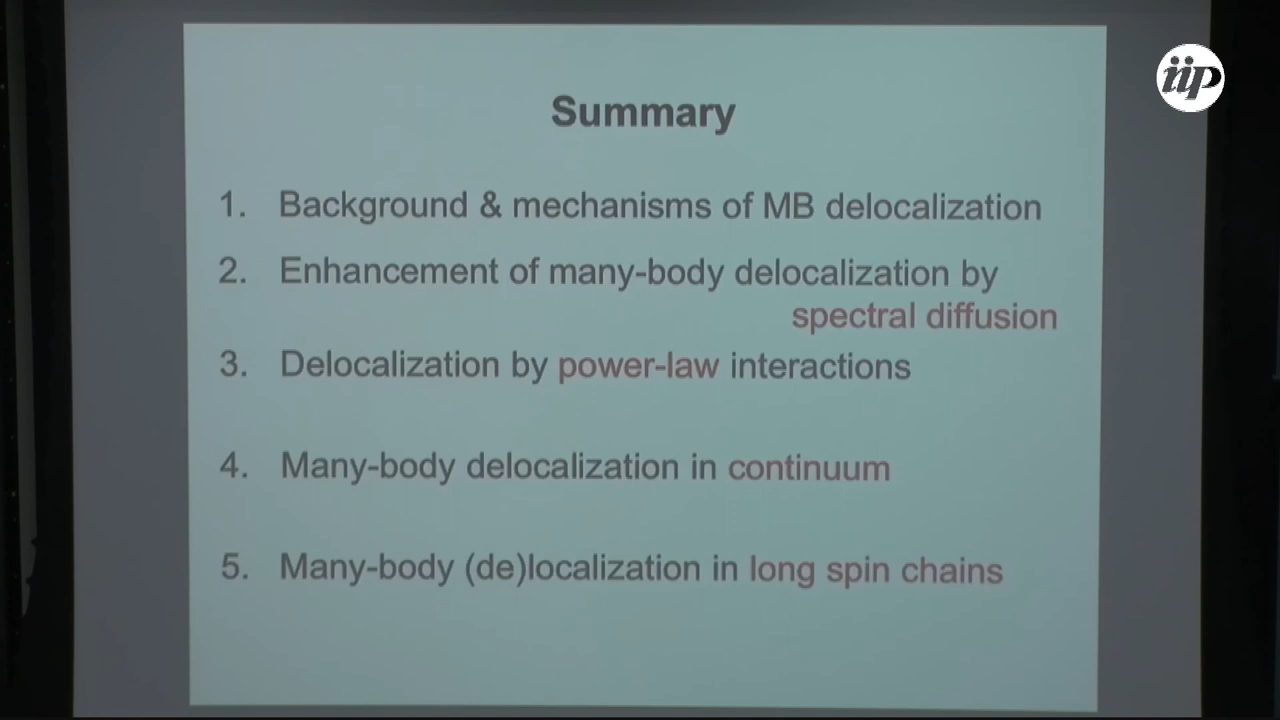 iip
Summary
1. Background & mechanisms of MB delocalization
2. Enhancement of many-body delocalization by
spectral diffusion
3. Delocalization by power-law interactions
4. Many-body delocalization in continuum
5. Many-body (de)localization in long spin chains